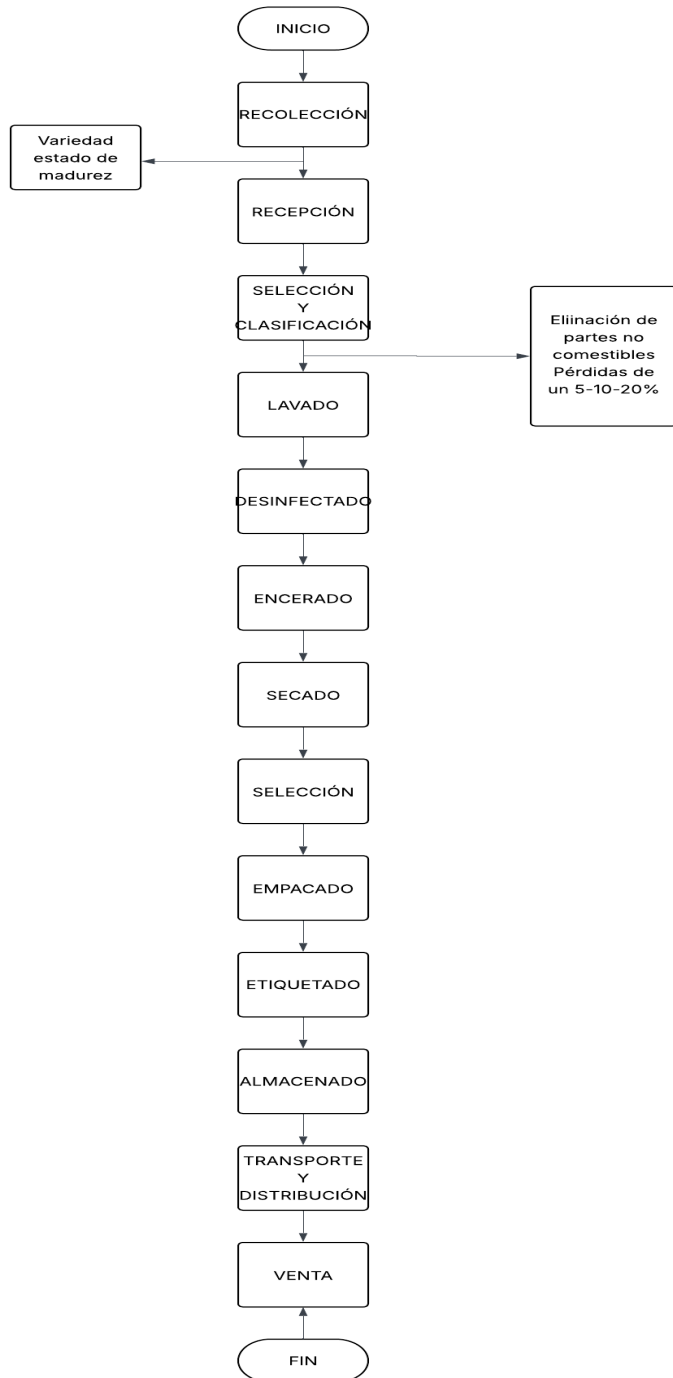 INICIO
RECOLECCIÓN
Variedad
estado de
madurez
RECEPCIÓN
SELECCIÓN
Y
CLASIFICACIÓN
Eliinación de
partes no
comestibles
Pérdidas de
un 5-10-20%
LAVADO
DESINFECTADO
ENCERADO
SECADO
SELECCIÓN
EMPACADO
ETIQUETADO
ALMACENADO
TRANSPORTE
Y
DISTRIBUCIÓN
VENTA
FIN